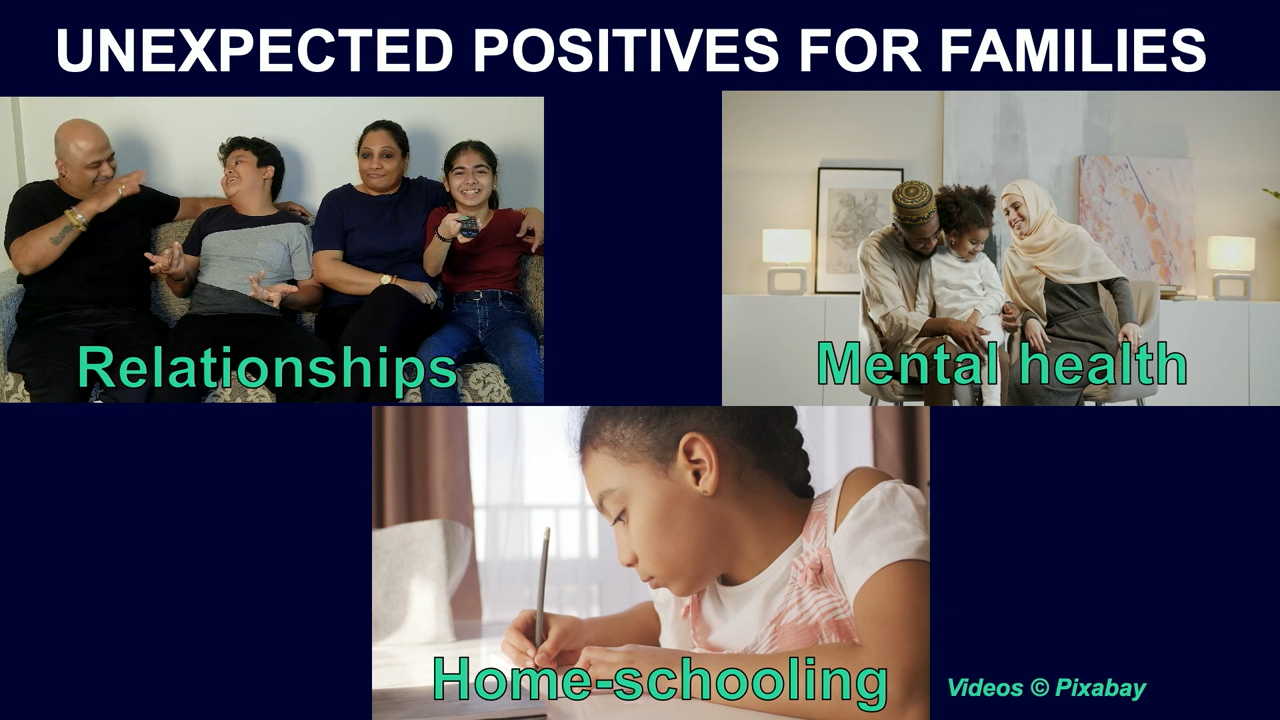 UNEXPECTED POSITIVES FOR FAMILIES
Relationships
Mental health
Home-schooling
Videos © Pixabay